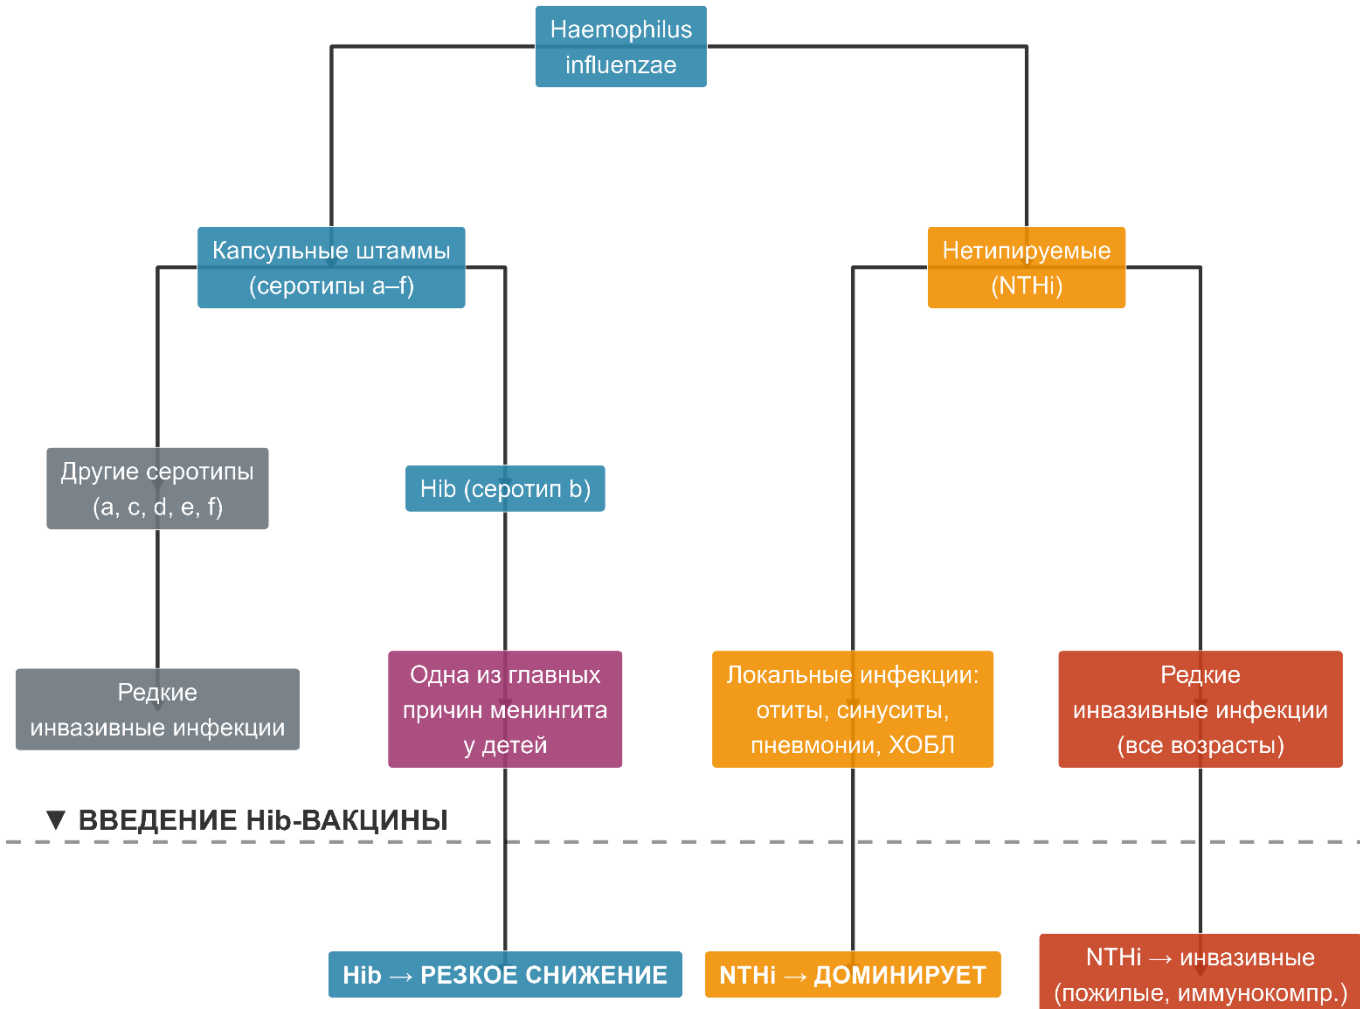 Haemophilus
influenzae
Капсульные штаммы
(серотипы a–f)
Нетипируемые
(NTHi)
Другие серотипы
(a, c, d, e, f)
Hib (серотип b)
Редкие
инвазивные инфекции
Одна из главных
причин менингита
у детей
Локальные инфекции:
отиты, синуситы,
пневмонии, ХОБЛ
Редкие
инвазивные инфекции
(все возрасты)
▼ ВВЕДЕНИЕ Hib-ВАКЦИНЫ
Hib → РЕЗКОЕ СНИЖЕНИЕ
NTHi → ДОМИНИРУЕТ
NTHi → инвазивные
(пожилые, иммунокомпр.)